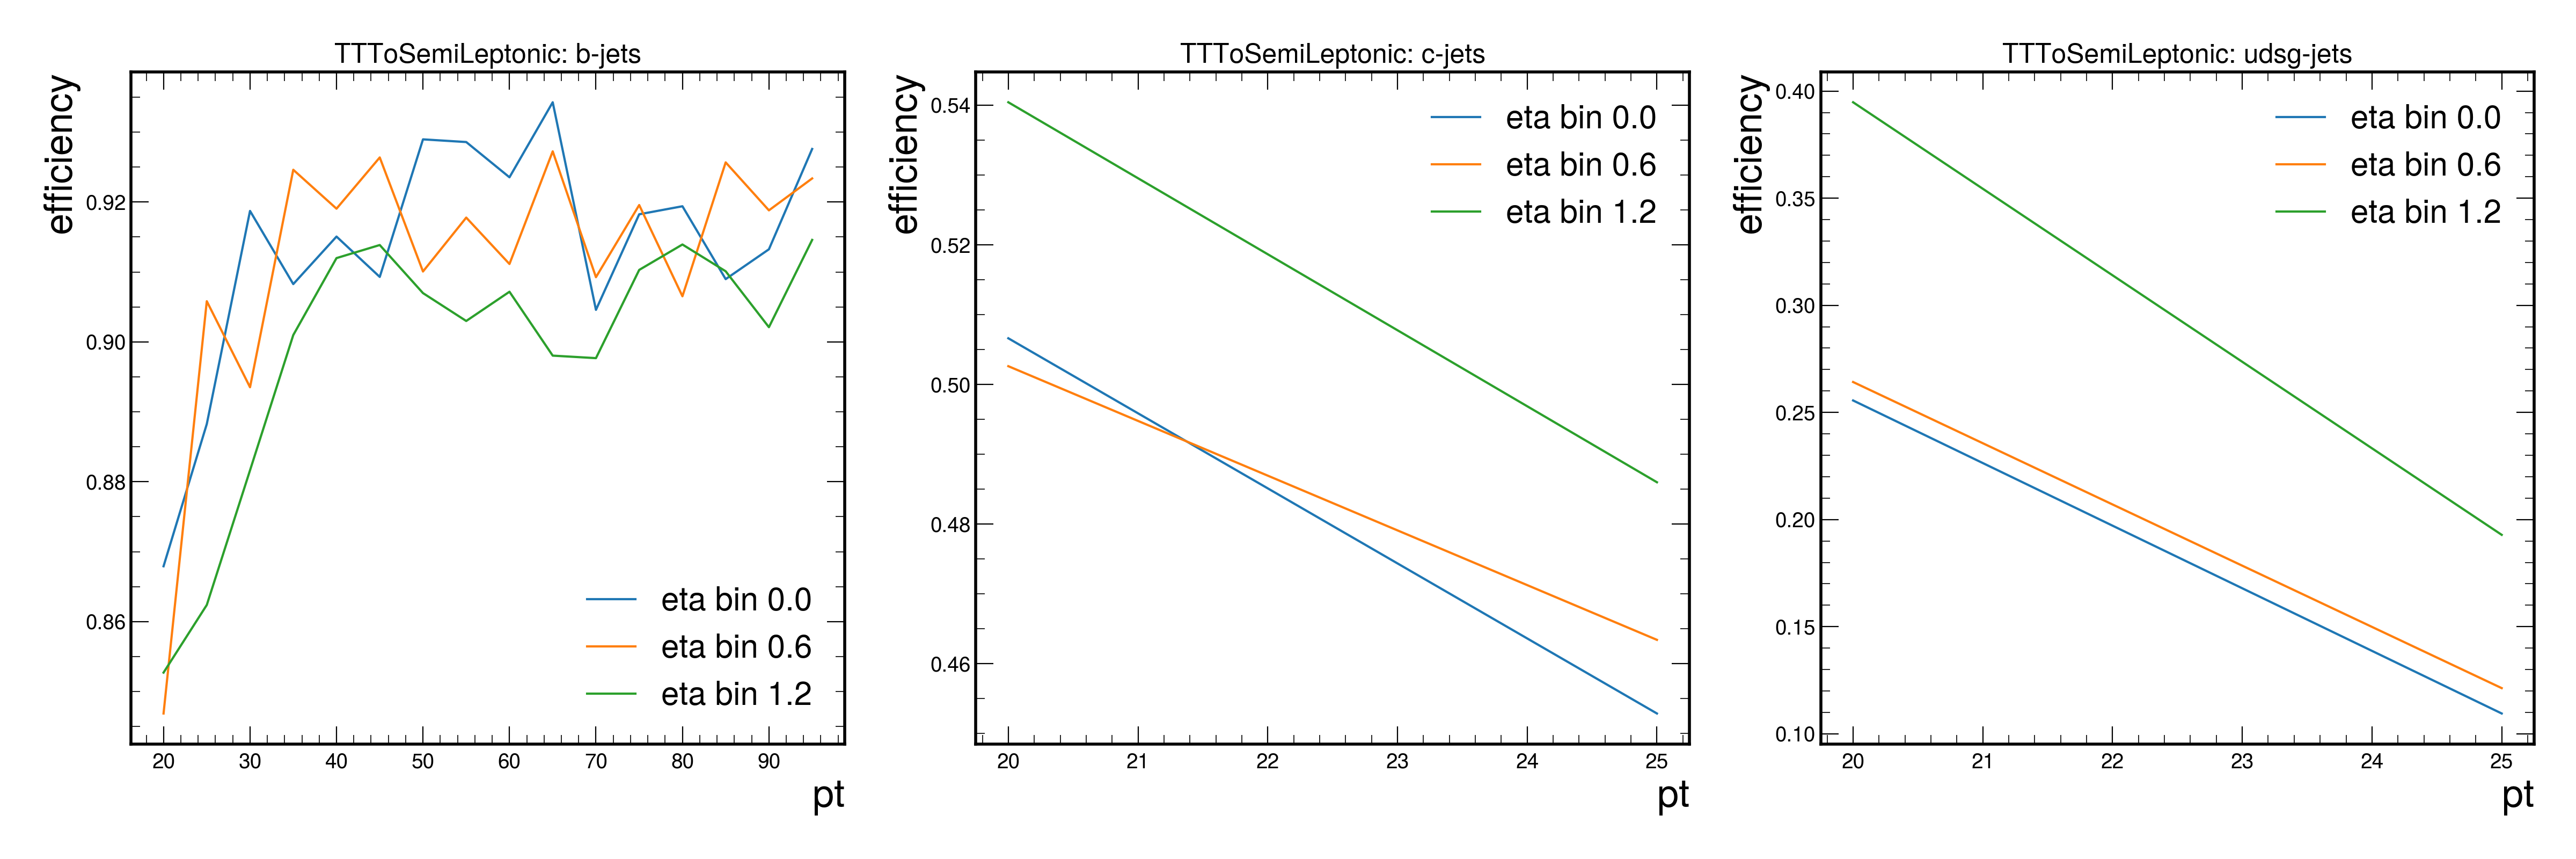 TTToSemiLeptonic: b-jets
efficiency
0.92
0.90
0.88
0.86
eta bin 0.0
eta bin 0.6
eta bin 1.2
20 30 40 50 60 70 80 90
pt
TTToSemiLeptonic: c-jets
efficiency
0.54
0.52
0.50
0.48
0.46
eta bin 0.0
eta bin 0.6
eta bin 1.2
20 21 22 23 24 25
pt
TTToSemiLeptonic: udsg-jets
efficiency
0.40
0.35
0.30
0.25
0.20
0.15
0.10
eta bin 0.0
eta bin 0.6
eta bin 1.2
20 21 22 23 24 25
pt